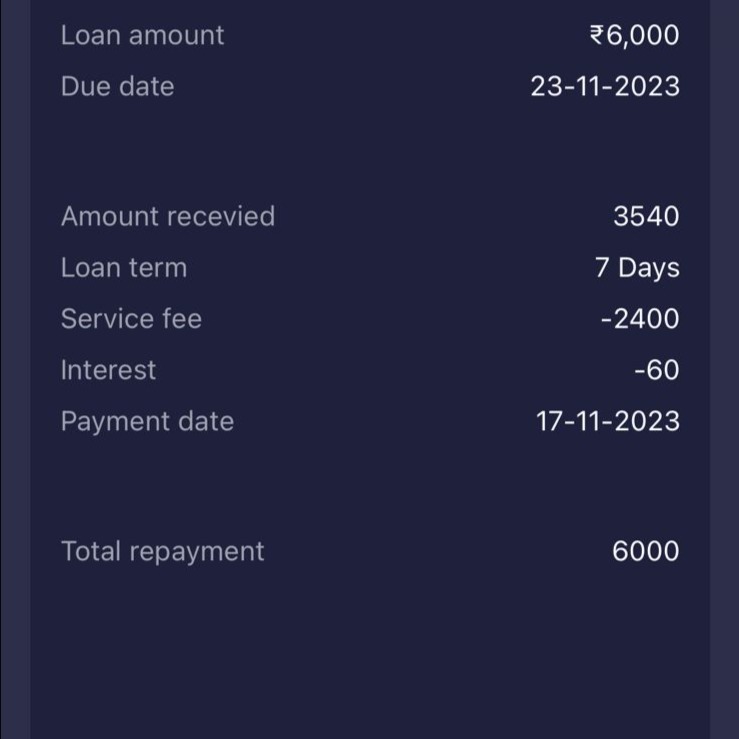 Loan amount ₹6,000
Due date 23-11-2023
Amount recevied 3540
Loan term 7 Days
Service fee -2400
Interest -60
Payment date 17-11-2023
Total repayment 6000